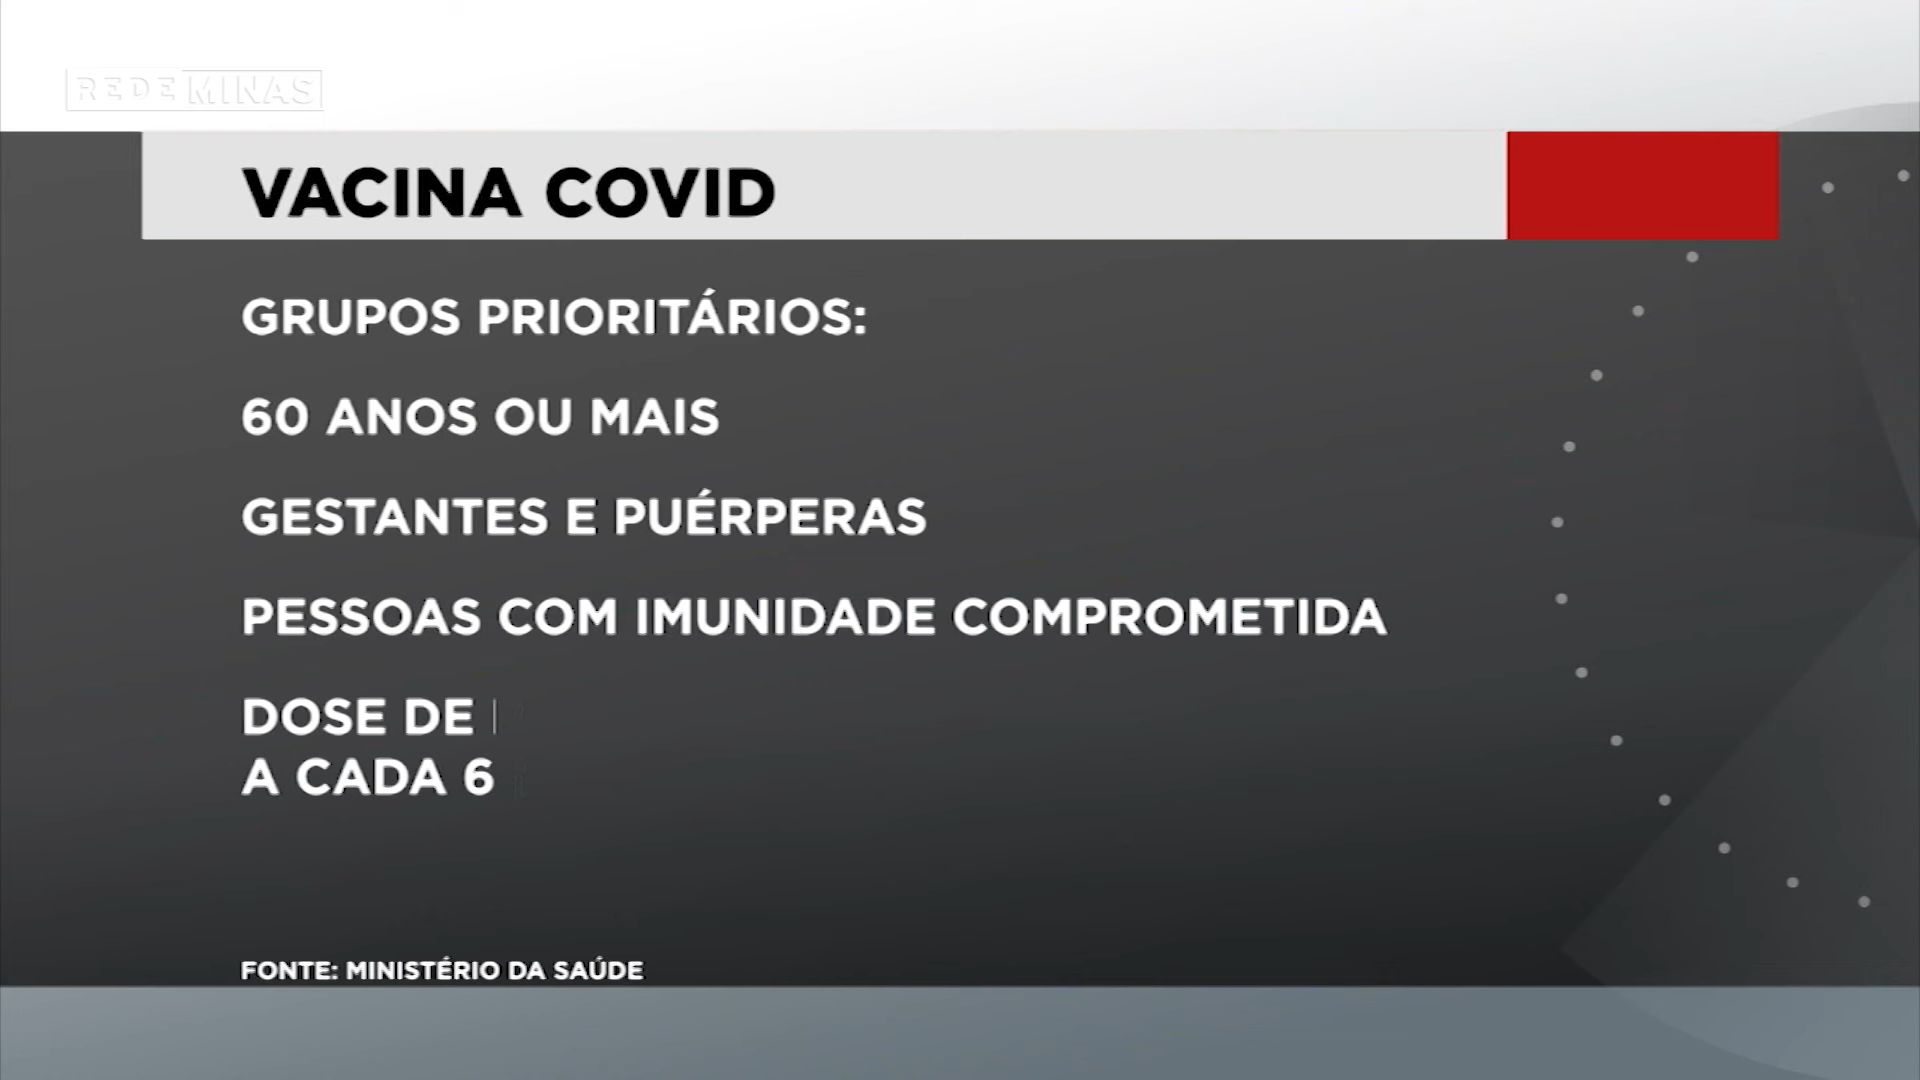 REDE MINAS
VACINA COVID
GRUPOS PRIORITÁRIOS:
60 ANOS OU MAIS
GESTANTES E PUÉRPERAS
PESSOAS COM IMUNIDADE COMPROMETIDA
DOSE DE
A CADA 6
FONTE: MINISTÉRIO DA SAÚDE